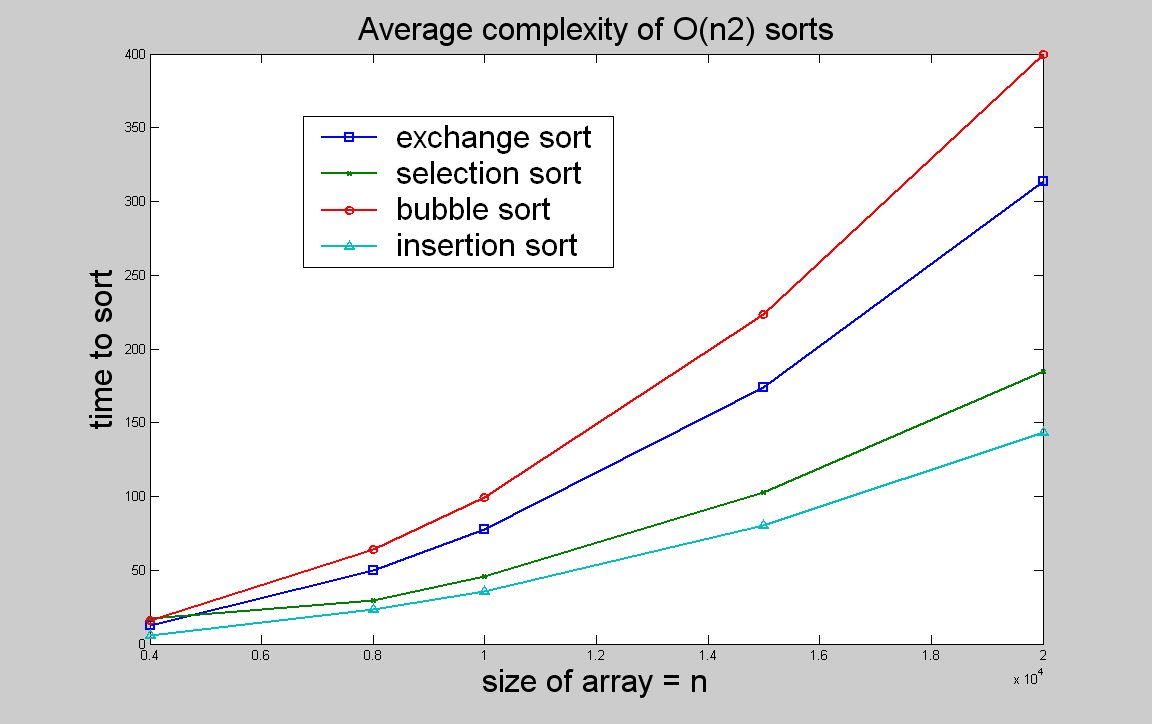 Average complexity of O(n2) sorts
400
350
300
250
200
150
100
50
0
time to sort
exchange sort
selection sort
bubble sort
insertion sort
0.4 0.6 0.8 1 1.2 1.4 1.6 1.8 2
x 10^4
size of array = n